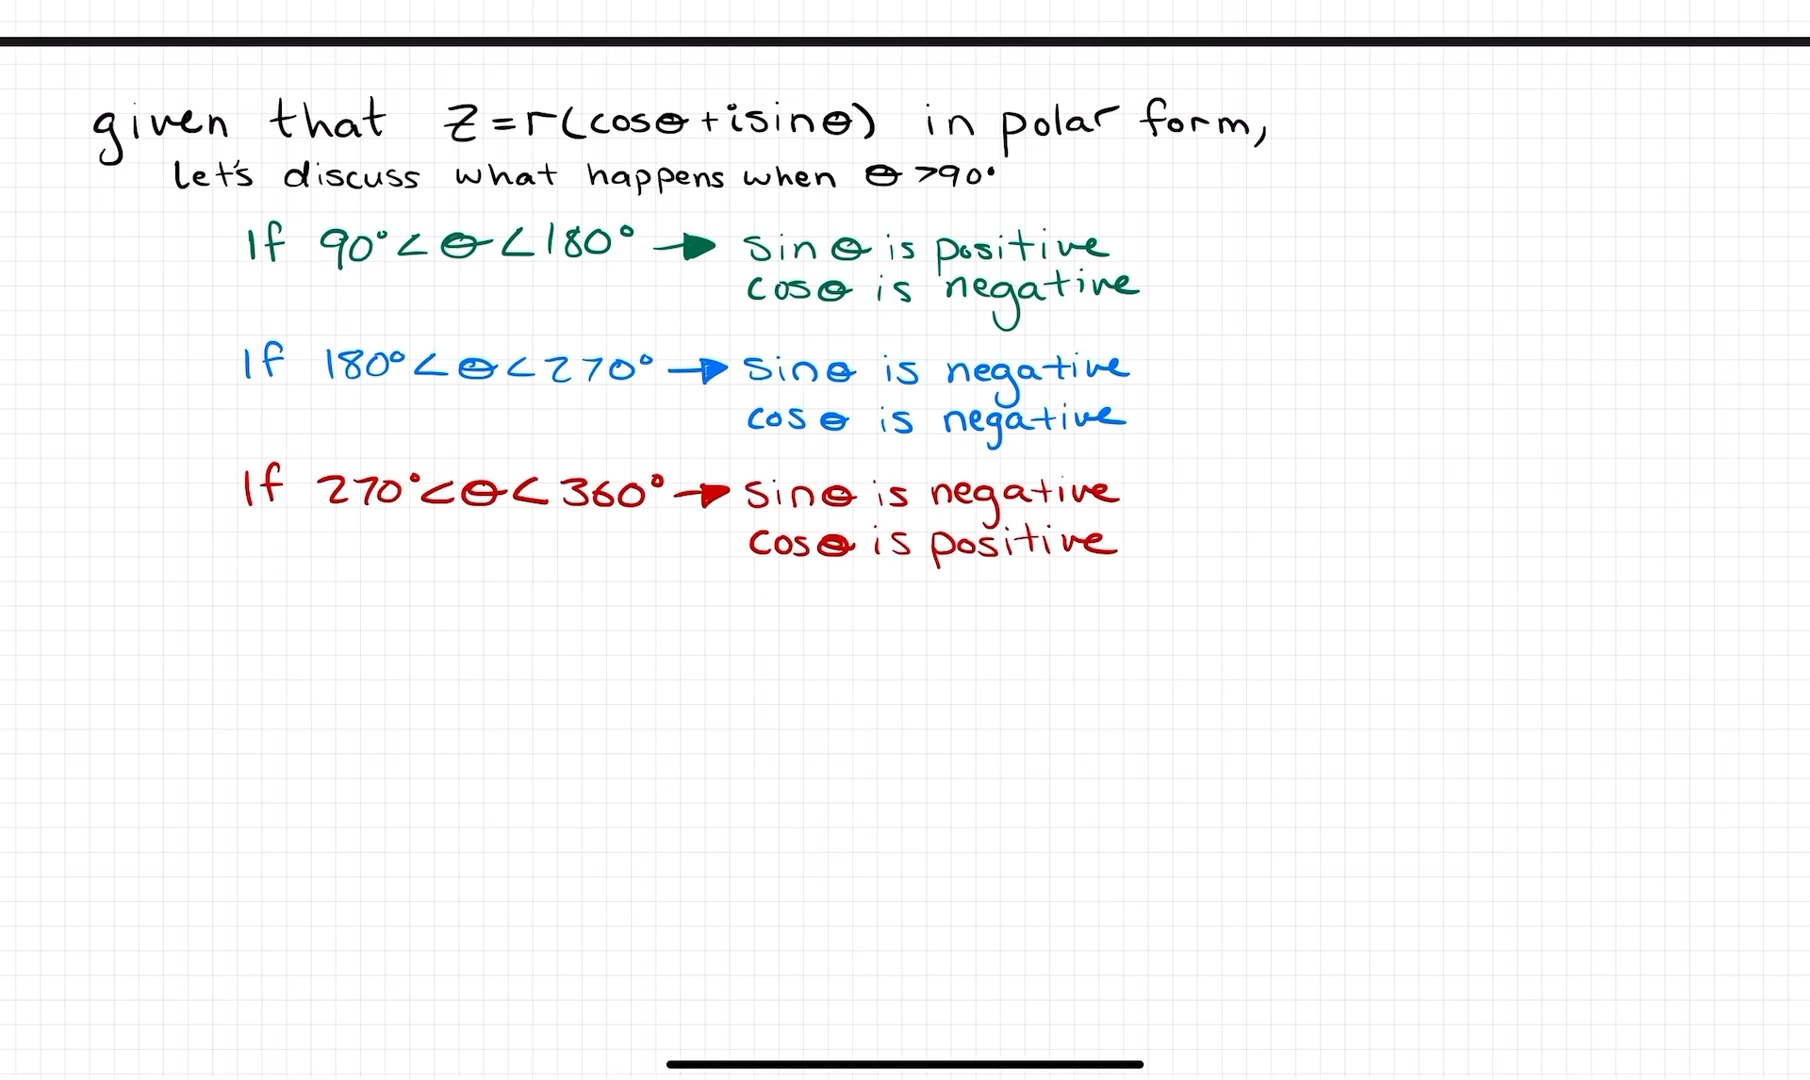 given that z=r(cosθ+isinθ) in polar form,
Let's discuss what happens when θ>90°
If 90°<θ<180° → sin θ is positive
cosθ is negative
If 180°<θ<270° → sinθ is negative
cos θ is negative
If 270°<θ<360° → sinθ is negative
cosθ is positive